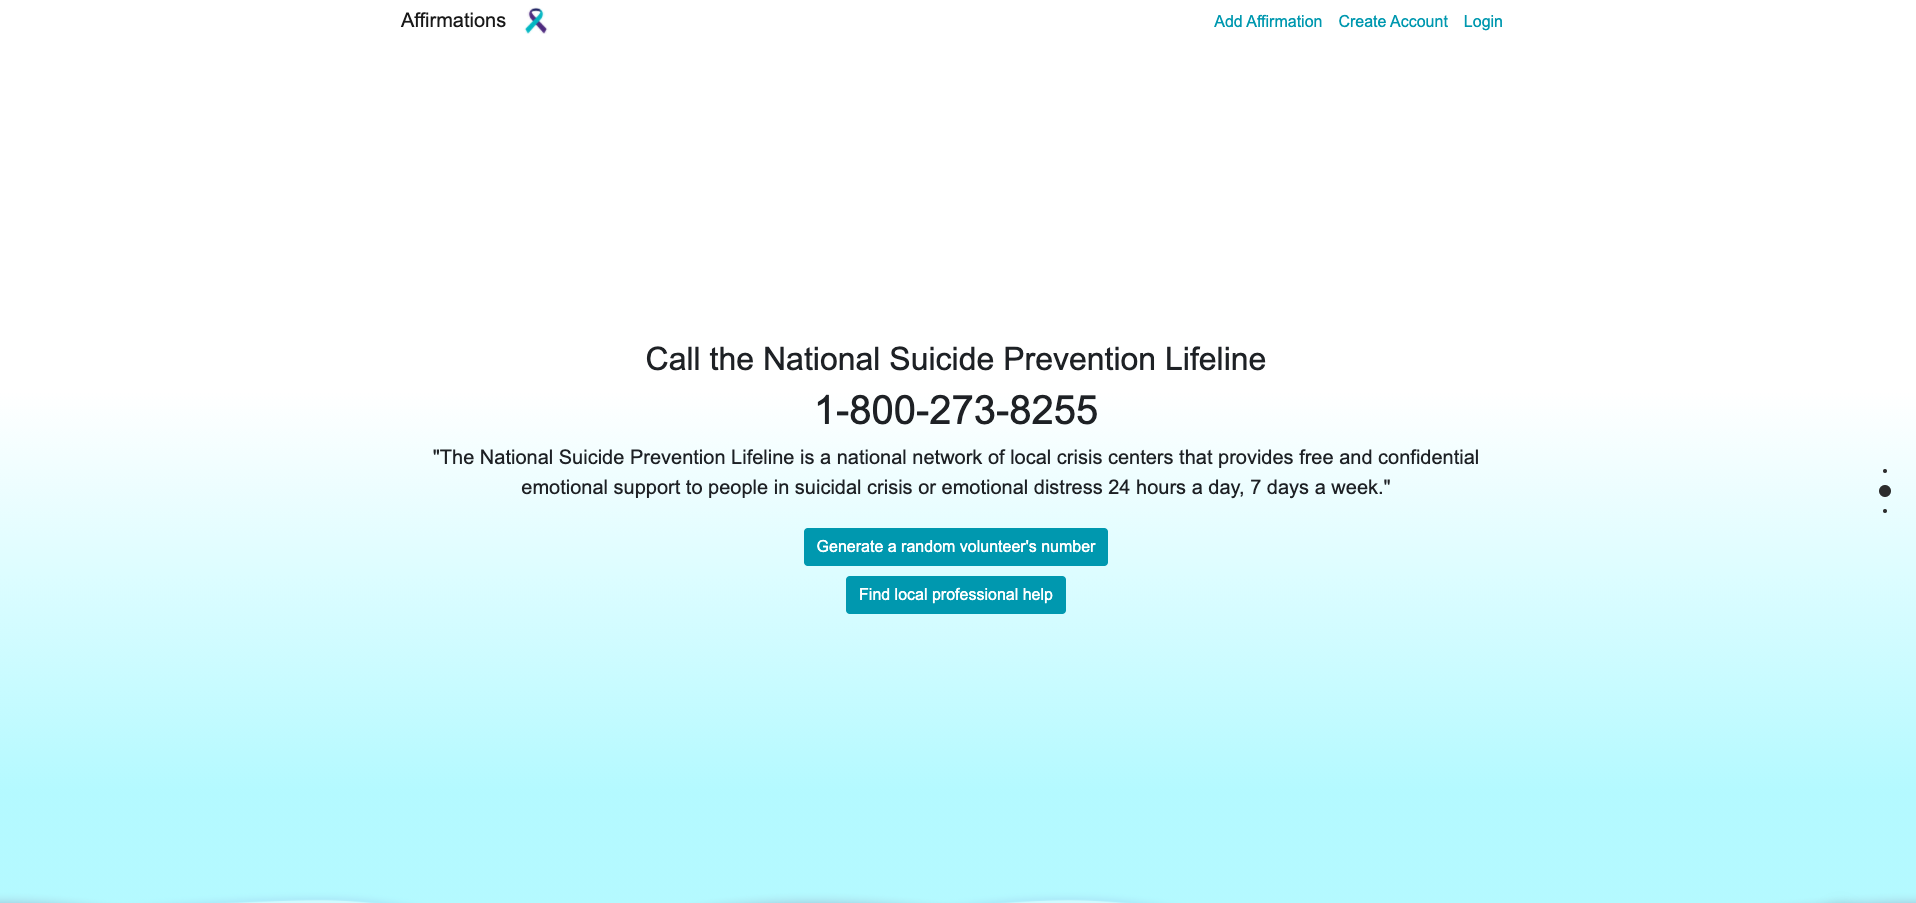 Affirmations
Add Affirmation Create Account Login
Call the National Suicide Prevention Lifeline
1-800-273-8255
"The National Suicide Prevention Lifeline is a national network of local crisis centers that provides free and confidential
emotional support to people in suicidal crisis or emotional distress 24 hours a day, 7 days a week."
Generate a random volunteer's number
Find local professional help